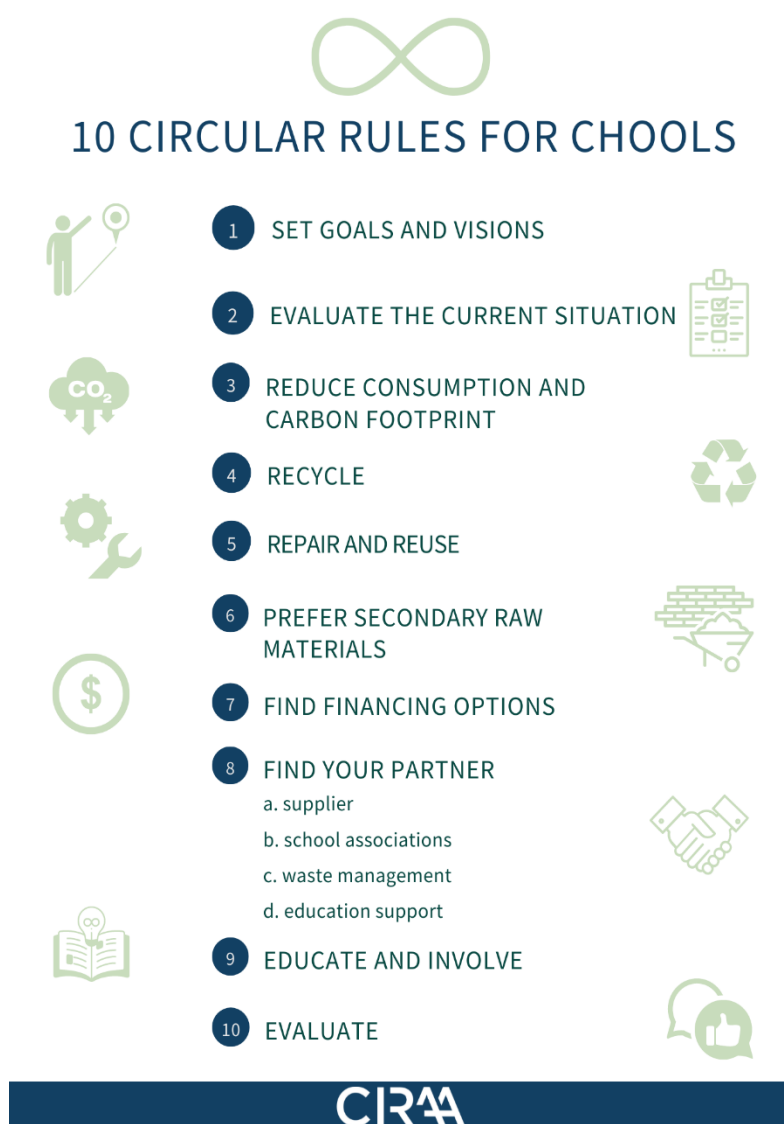 10 CIRCULAR RULES FOR CHOOLS
1 SET GOALS AND VISIONS
2 EVALUATE THE CURRENT SITUATION
3 REDUCE CONSUMPTION AND
CARBON FOOTPRINT
CO₂
4 RECYCLE
5 REPAIR AND REUSE
6 PREFER SECONDARY RAW
MATERIALS
$
7 FIND FINANCING OPTIONS
8 FIND YOUR PARTNER
a. supplier
b. school associations
c. waste management
d. education support
9 EDUCATE AND INVOLVE
10 EVALUATE
CIRAA